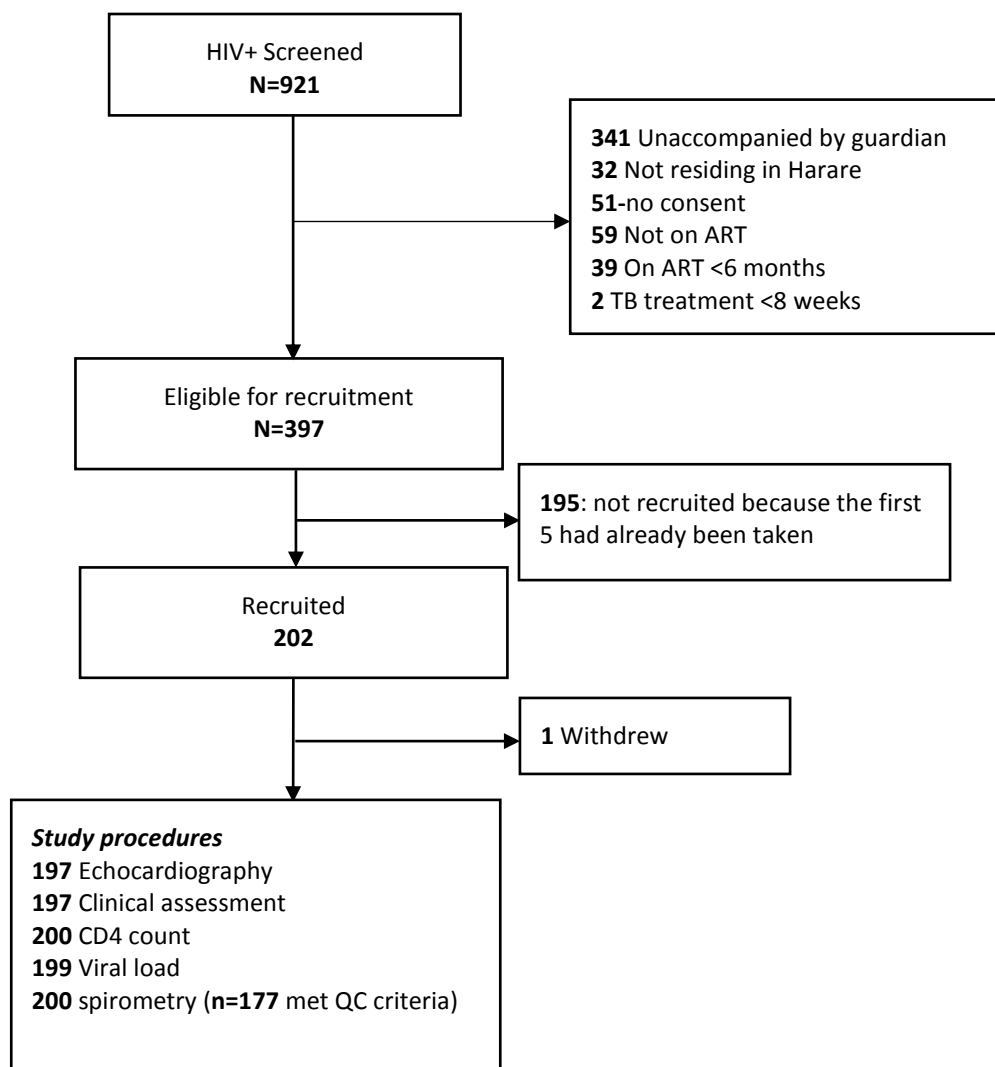 HIV+ Screened
N=921
341 Unaccompanied by guardian
32 Not residing in Harare
51-no consent
59 Not on ART
39 On ART <6 months
2 TB treatment <8 weeks
Eligible for recruitment
N=397
195: not recruited because the first
5 had already been taken
Recruited
202
1 Withdrew
Study procedures
197 Echocardiography
197 Clinical assessment
200 CD4 count
199 Viral load
200 spirometry (n=177 met QC criteria)